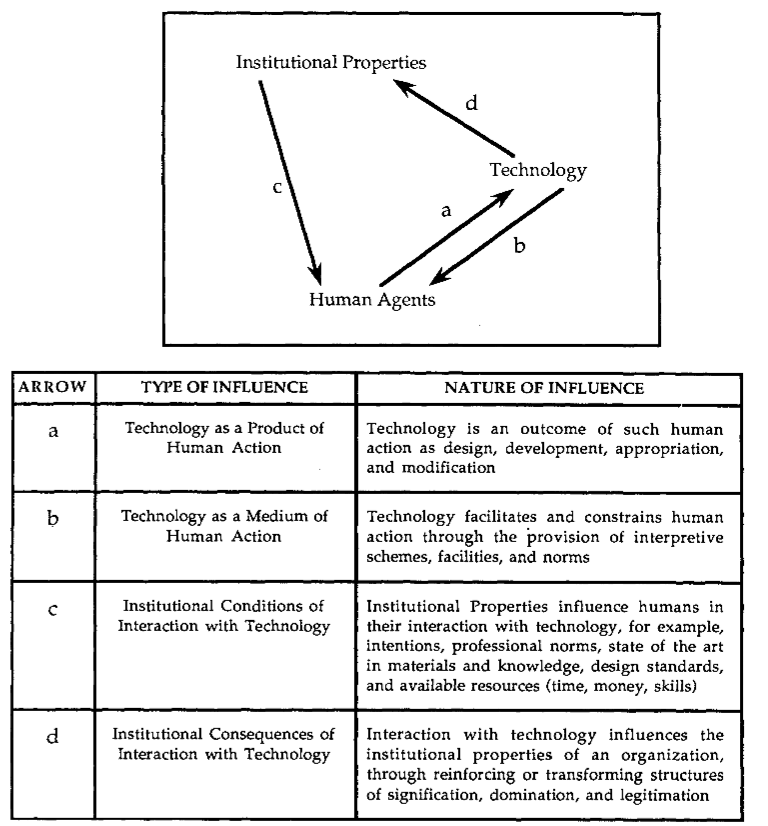 Institutional Properties
d
Technology
c
a
b
Human Agents
ARROW
TYPE OF INFLUENCE
NATURE OF INFLUENCE
a
Technology as a Product of
Human Action
Technology is an outcome of such human
action as design, development, appropriation,
and modification
b
Technology as a Medium of
Human Action
Technology facilitates and constrains human
action through the provision of interpretive
schemes, facilities, and norms
c
Institutional Conditions of
Interaction with Technology
Institutional Properties influence humans in
their interaction with technology, for example,
intentions, professional norms, state of the art
in materials and knowledge, design standards,
and available resources (time, money, skills)
d
Institutional Consequences of
Interaction with Technology
Interaction with technology influences the
institutional properties of an organization,
through reinforcing or transforming structures
of signification, domination, and legitimation